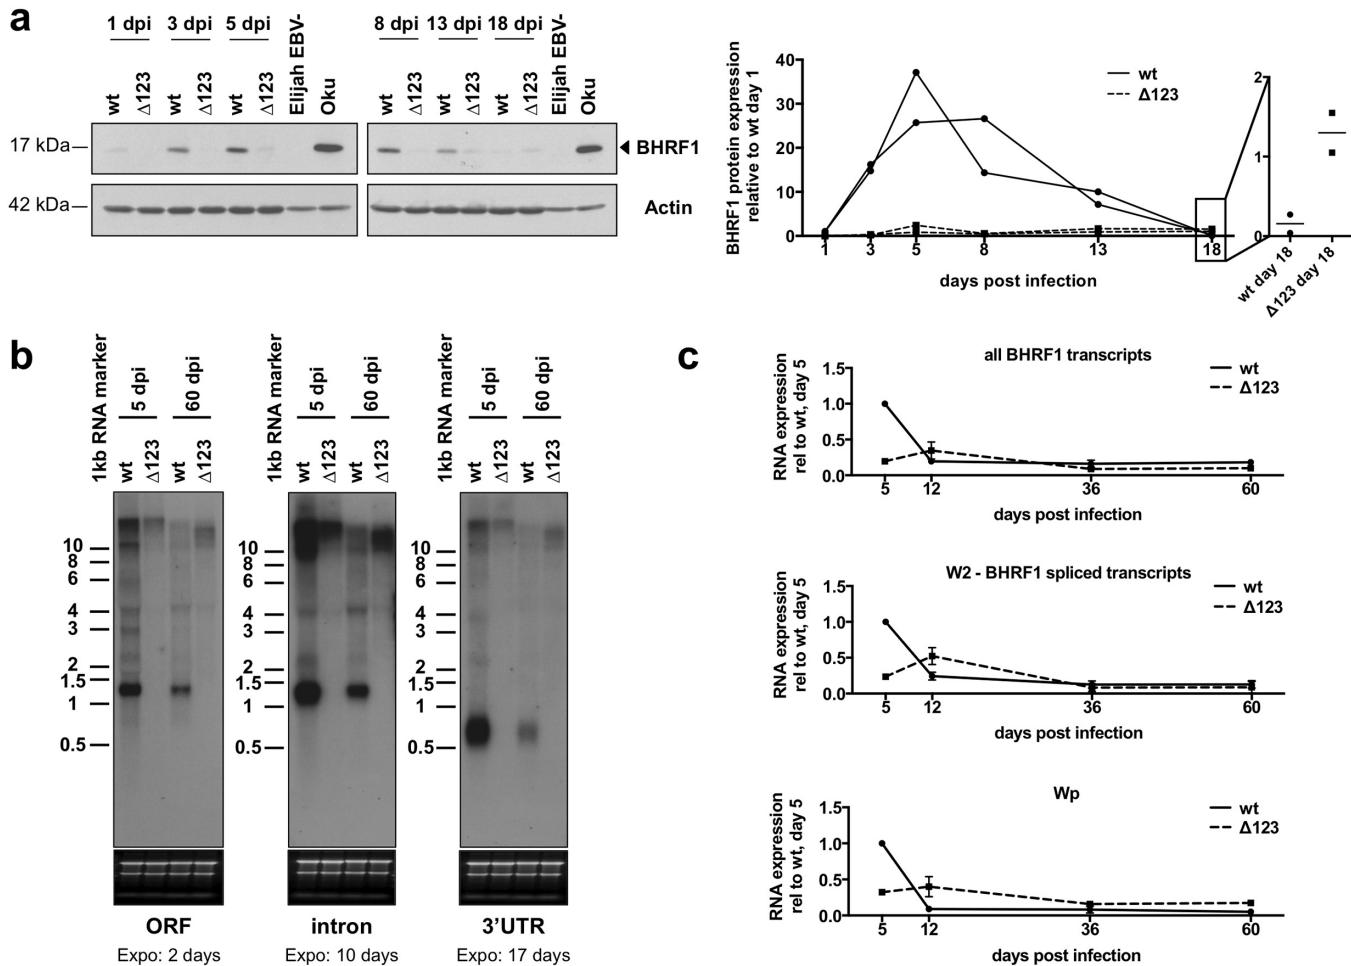 a
1 dpi 3 dpi 5 dpi
wt Δ123 wt Δ123 wt Δ123 Elijah EBV- Oku
8 dpi 13 dpi 18 dpi
wt Δ123 wt Δ123 wt Δ123 Elijah EBV- Oku
17 kDa
BHRF1
42 kDa
Actin
BHRF1 protein expression
relative to wt day 1
40
30
20
10
0
wt
Δ123
1 3 5 8 13 18
days post infection
2
1
0
wt day 18
Δ123 day 18
b
1kb RNA marker
5 dpi 60 dpi
wt Δ123 wt Δ123
10
8
6
4
3
2
1.5
1
0.5
ORF
Expo: 2 days
1kb RNA marker
5 dpi 60 dpi
wt Δ123 wt Δ123
10
8
6
4
3
2
1.5
1
0.5
intron
Expo: 10 days
1kb RNA marker
5 dpi 60 dpi
wt Δ123 wt Δ123
10
8
6
4
3
2
1.5
1
0.5
3'UTR
Expo: 17 days
c
all BHRF1 transcripts
wt
Δ123
RNA expression
rel to wt, day 5
1.5
1.0
0.5
0.0
5 12 36 60
days post infection
W2 - BHRF1 spliced transcripts
wt
Δ123
RNA expression
rel to wt, day 5
1.5
1.0
0.5
0.0
5 12 36 60
days post infection
Wp
wt
Δ123
RNA expression
rel to wt, day 5
1.5
1.0
0.5
0.0
5 12 36 60
days post infection